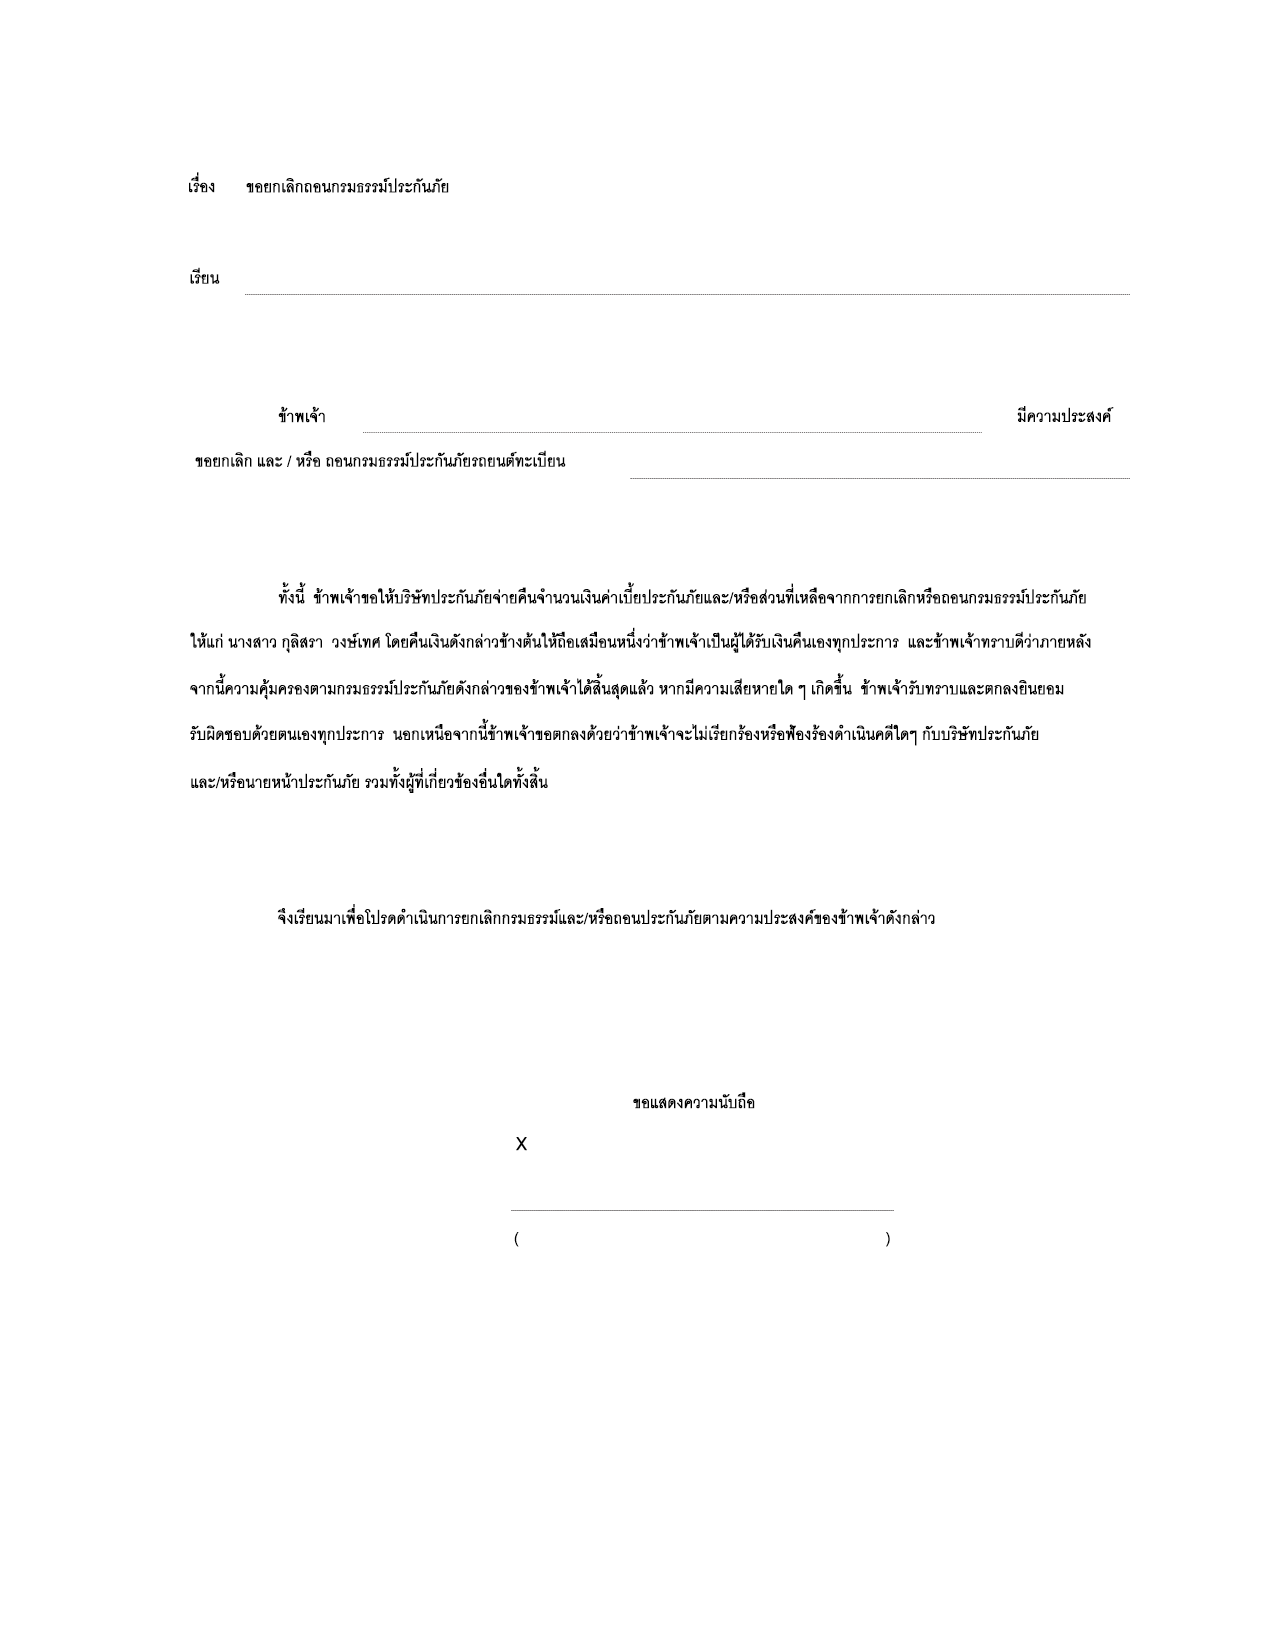 เรื่อง ขอยกเลิกถอนกรมธรรม์ประกันภัย
เรียน
ข้าพเจ้า มีความประสงค์
ขอยกเลิก และ / หรือ ถอนกรมธรรม์ประกันภัยรถยนต์ทะเบียน
ทั้งนี้ ข้าพเจ้าขอให้บริษัทประกันภัยจ่ายคืนจำนวนเงินค่าเบี้ยประกันภัยและ/หรือส่วนที่เหลือจากการยกเลิกหรือถอนกรมธรรม์ประกันภัย
ให้แก่ นางสาว กุลิสรา วงษ์เทศ โดยคืนเงินดังกล่าวข้างต้นให้ถือเสมือนหนึ่งว่าข้าพเจ้าเป็นผู้ได้รับเงินคืนเองทุกประการ และข้าพเจ้าทราบดีว่าภายหลัง
จากนี้ความคุ้มครองตามกรมธรรม์ประกันภัยดังกล่าวของข้าพเจ้าได้สิ้นสุดแล้ว หากมีความเสียหายใด ๆ เกิดขึ้น ข้าพเจ้ารับทราบและตกลงยินยอม
รับผิดชอบด้วยตนเองทุกประการ นอกเหนือจากนี้ข้าพเจ้าขอตกลงด้วยว่าข้าพเจ้าจะไม่เรียกร้องหรือฟ้องร้องดำเนินคดีใดๆ กับบริษัทประกันภัย
และ/หรือนายหน้าประกันภัย รวมทั้งผู้ที่เกี่ยวข้องอื่นใดทั้งสิ้น
จึงเรียนมาเพื่อโปรดดำเนินการยกเลิกกรมธรรม์และ/หรือถอนประกันภัยตามความประสงค์ของข้าพเจ้าดังกล่าว
ขอแสดงความนับถือ
X
( )